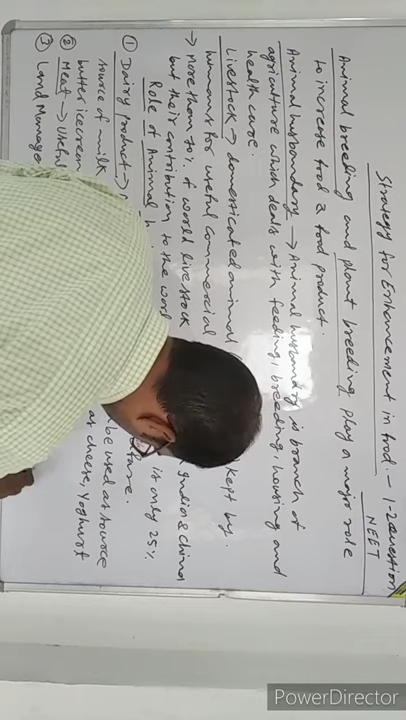 Strategy for Enhancement in food. - 1-2 question
NEET
Animal breeding and plant breeding play a major role
to increase food & food product.
Animal husbandry → Animal husbandry is branch of
agriculture which deals with feeding, breeding, housing and
health care.
Livestock → domesticated animal kept by
humans for useful commercial
→ more than 70% of world livestock India & China
but their contribution to the world is only 25%.
Role of Animal
① Dairy product → be used as source
source of milk as cheese, Yoghurt
butter icecream
② Meat → Useful
③ Land
PowerDirector